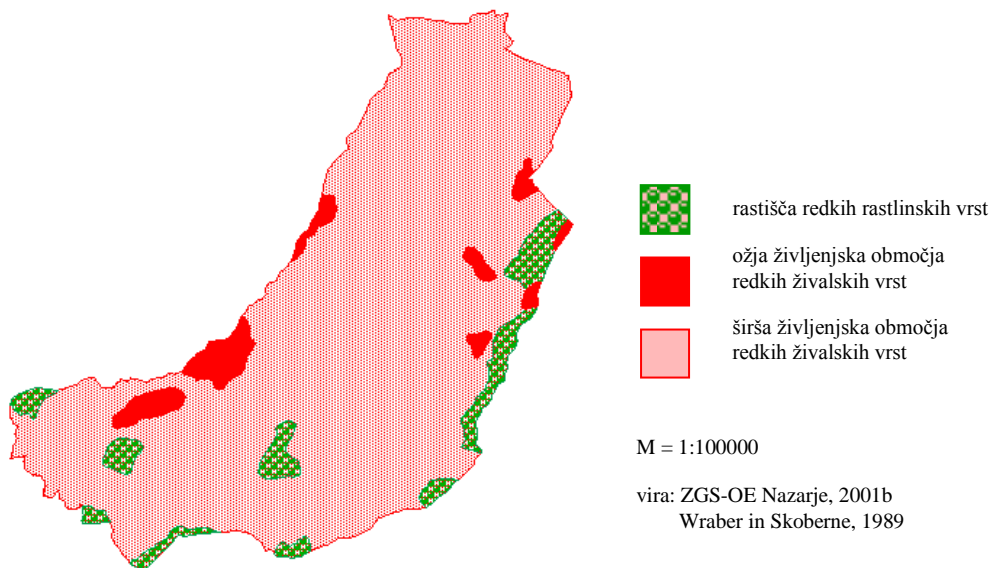 rastišča redkih rastlinskih vrst
ožja življenjska območja
redkih živalskih vrst
širša življenjska območja
redkih živalskih vrst
M = 1:100000
vira: ZGS-OE Nazarje, 2001b
Wraber in Skoberne, 1989